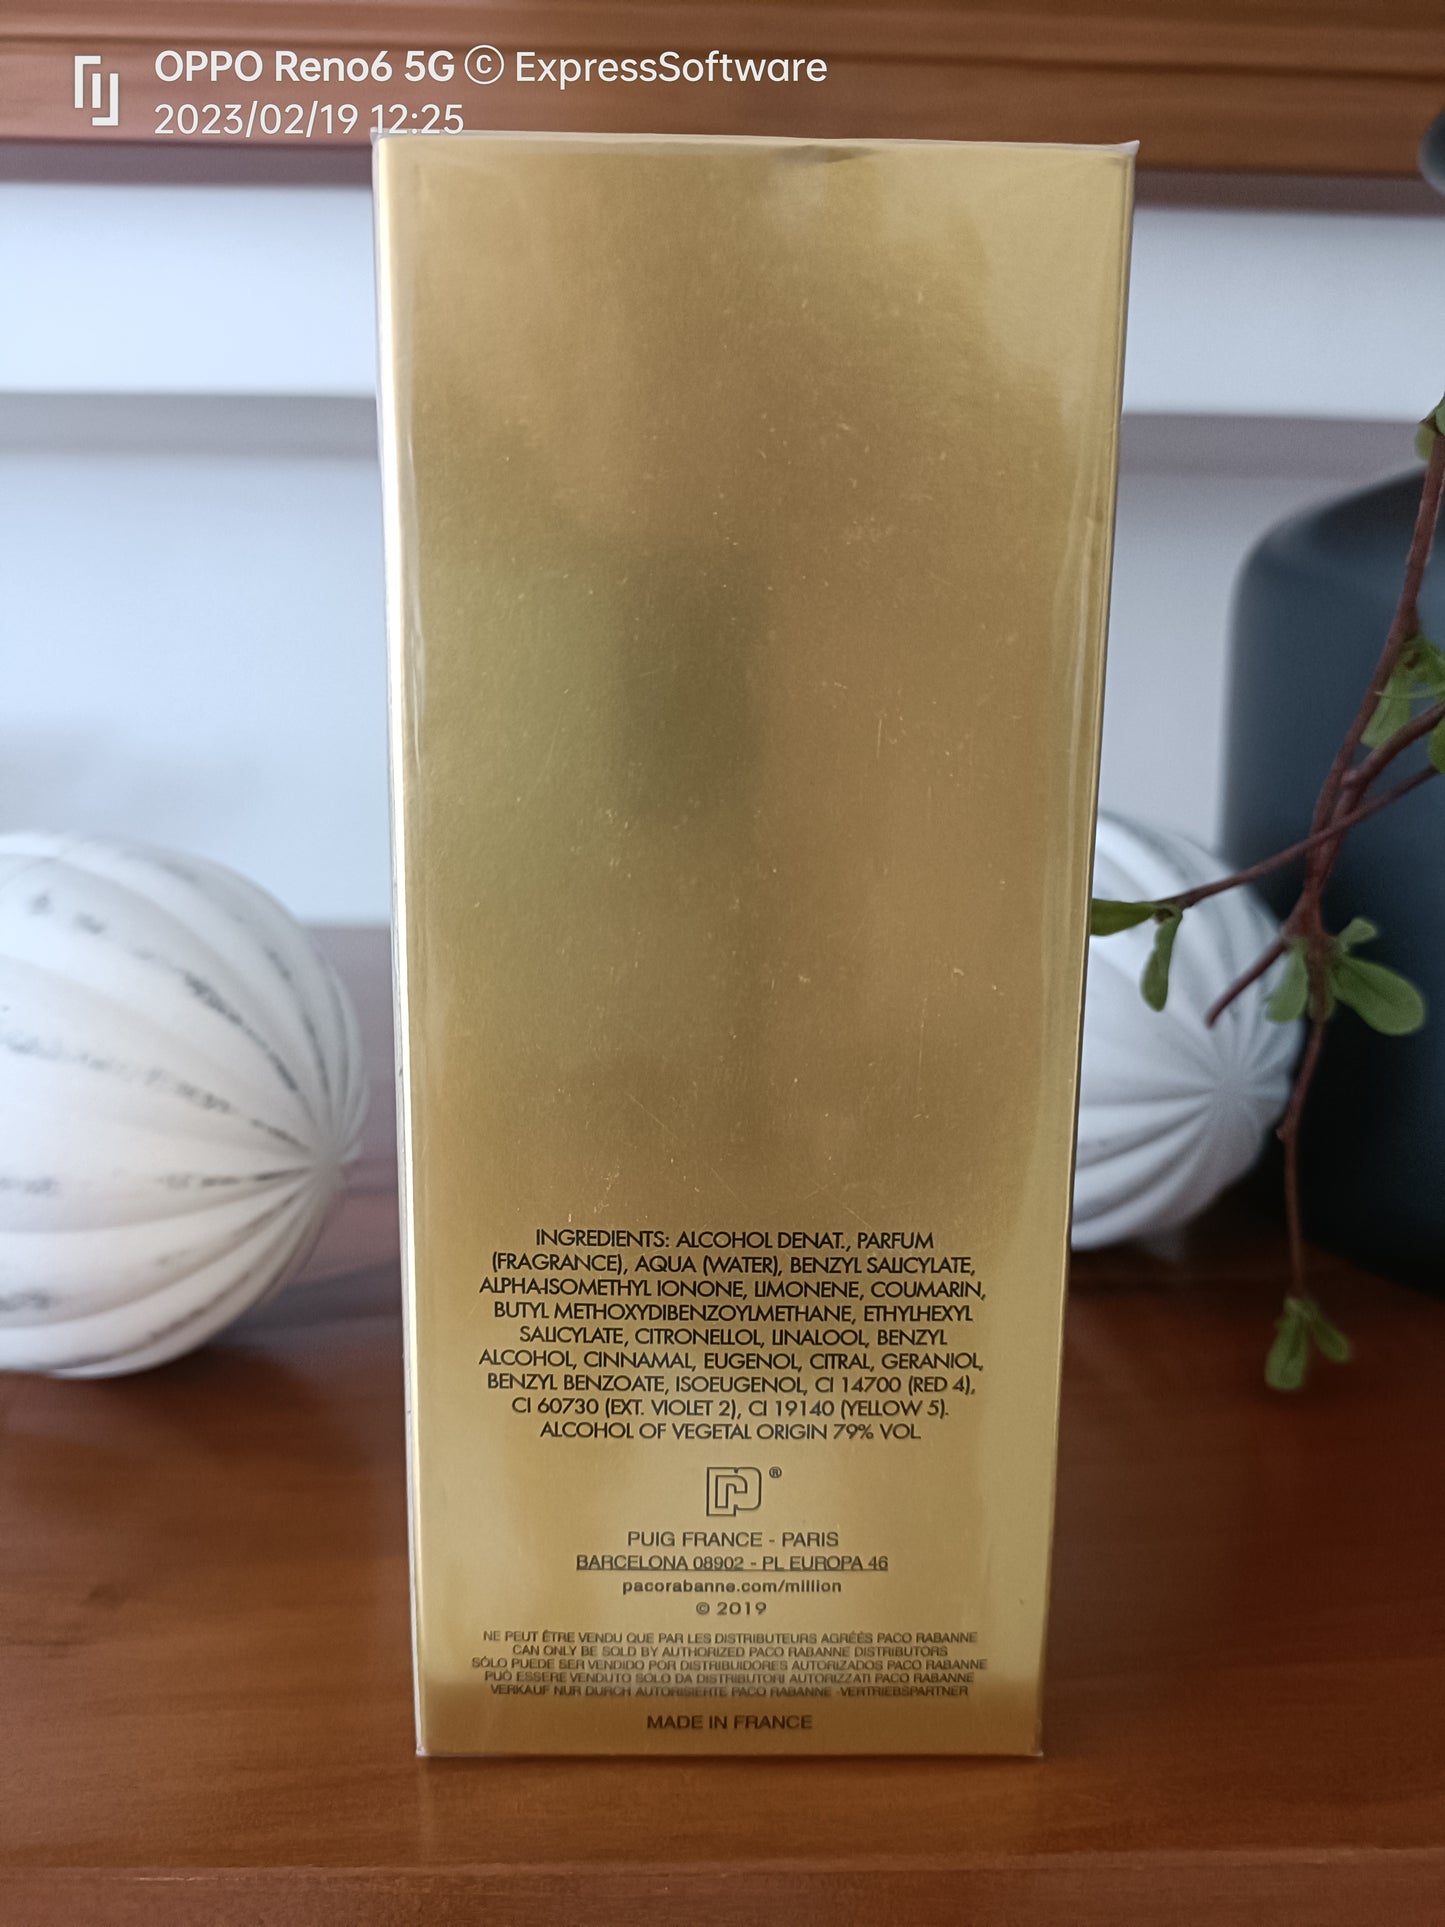 OPPO Reno6 5G © ExpressSoftware
2023/02/19 12:25
INGREDIENTS: ALCOHOL DENAT., PARFUM
(FRAGRANCE), AQUA (WATER), BENZYL SALICYLATE,
ALPHA-ISOMETHYL IONONE, LIMONENE, COUMARIN,
BUTYL METHOXYDIBENZOYLMETHANE, ETHYLHEXYL
SALICYLATE, CITRONELLOL, LINALOOL, BENZYL
ALCOHOL, CINNAMAL, EUGENOL, CITRAL, GERANIOL,
BENZYL BENZOATE, ISOEUGENOL, CI 14700 (RED 4),
CI 60730 (EXT. VIOLET 2), CI 19140 (YELLOW 5).
ALCOHOL OF VEGETAL ORIGIN 79% VOL.
®
PUIG FRANCE - PARIS
BARCELONA 08902 - PL EUROPA 46
pacorabanne.com/million
© 2019
NE PEUT ÊTRE VENDU QUE PAR LES DISTRIBUTEURS AGRÉÉS PACO RABANNE
CAN ONLY BE SOLD BY AUTHORIZED PACO RABANNE DISTRIBUTORS
SÓLO PUEDE SER VENDIDO POR DISTRIBUIDORES AUTORIZADOS PACO RABANNE
PUÒ ESSERE VENDUTO SOLO DA DISTRIBUTORI AUTORIZZATI PACO RABANNE
VERKAUF NUR DURCH AUTORISIERTE PACO RABANNE -VERTRIEBSPARTNER
MADE IN FRANCE